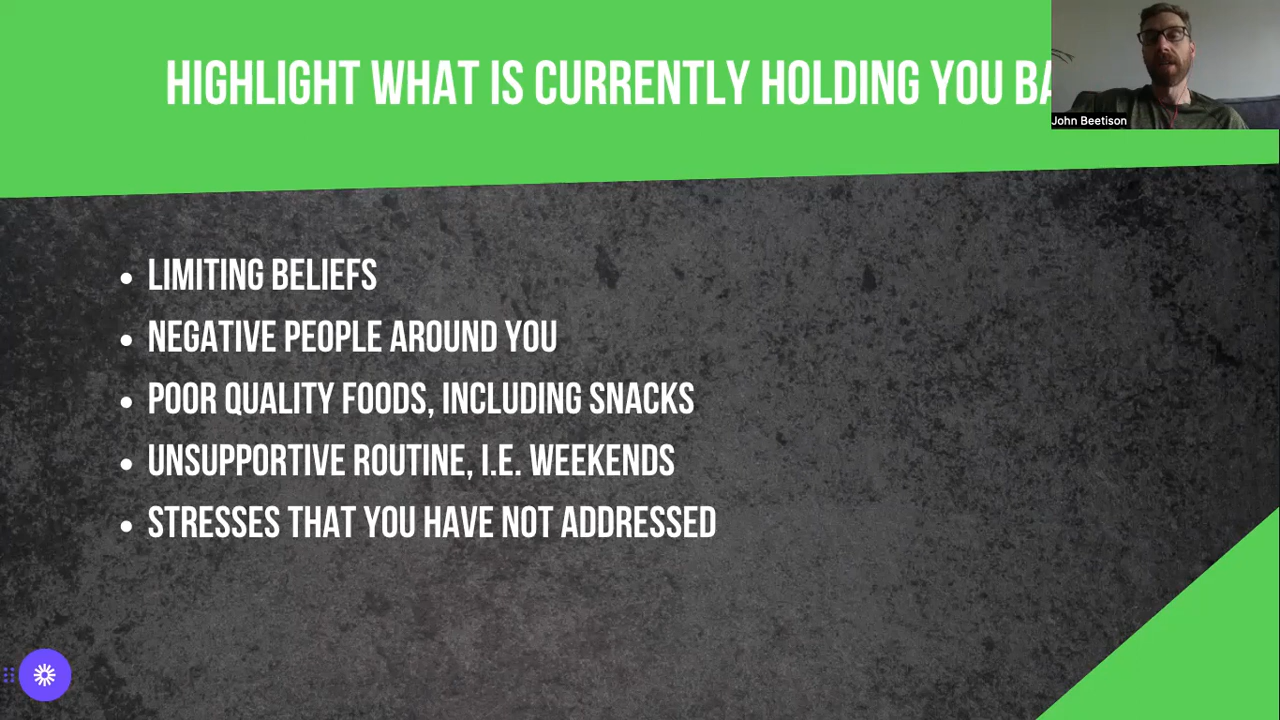 HIGHLIGHT WHAT IS CURRENTLY HOLDING YOU BA
John Beetison
• LIMITING BELIEFS
• NEGATIVE PEOPLE AROUND YOU
• POOR QUALITY FOODS, INCLUDING SNACKS
• UNSUPPORTIVE ROUTINE, I.E. WEEKENDS
• STRESSES THAT YOU HAVE NOT ADDRESSED